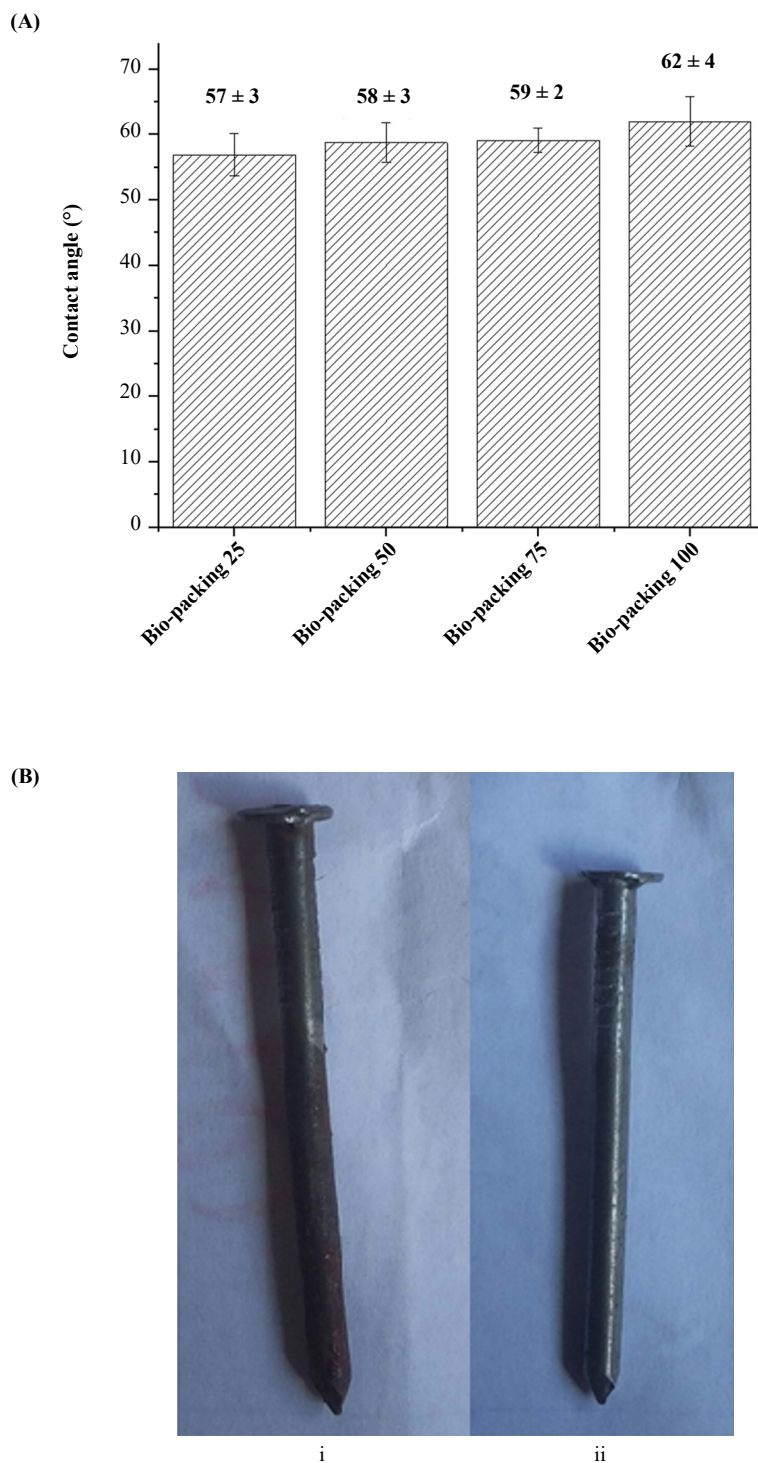 (A)
57 ± 3
58 ± 3
59 ± 2
62 ± 4
70
60
50
40
30
20
10
0
Contact angle (°)
Bio-packing 25
Bio-packing 50
Bio-packing 75
Bio-packing 100
(B)
i
ii